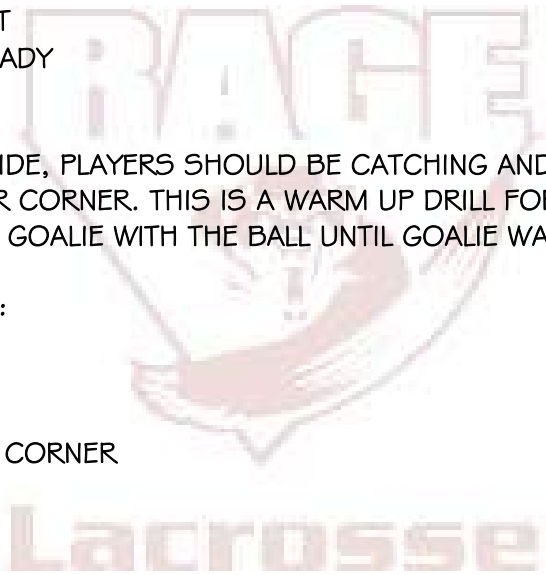 T
ADY
RAGE
IDE, PLAYERS SHOULD BE CATCHING AND
R CORNER. THIS IS A WARM UP DRILL FOR
GOALIE WITH THE BALL UNTIL GOALIE WA
:
CORNER
Lacrosse